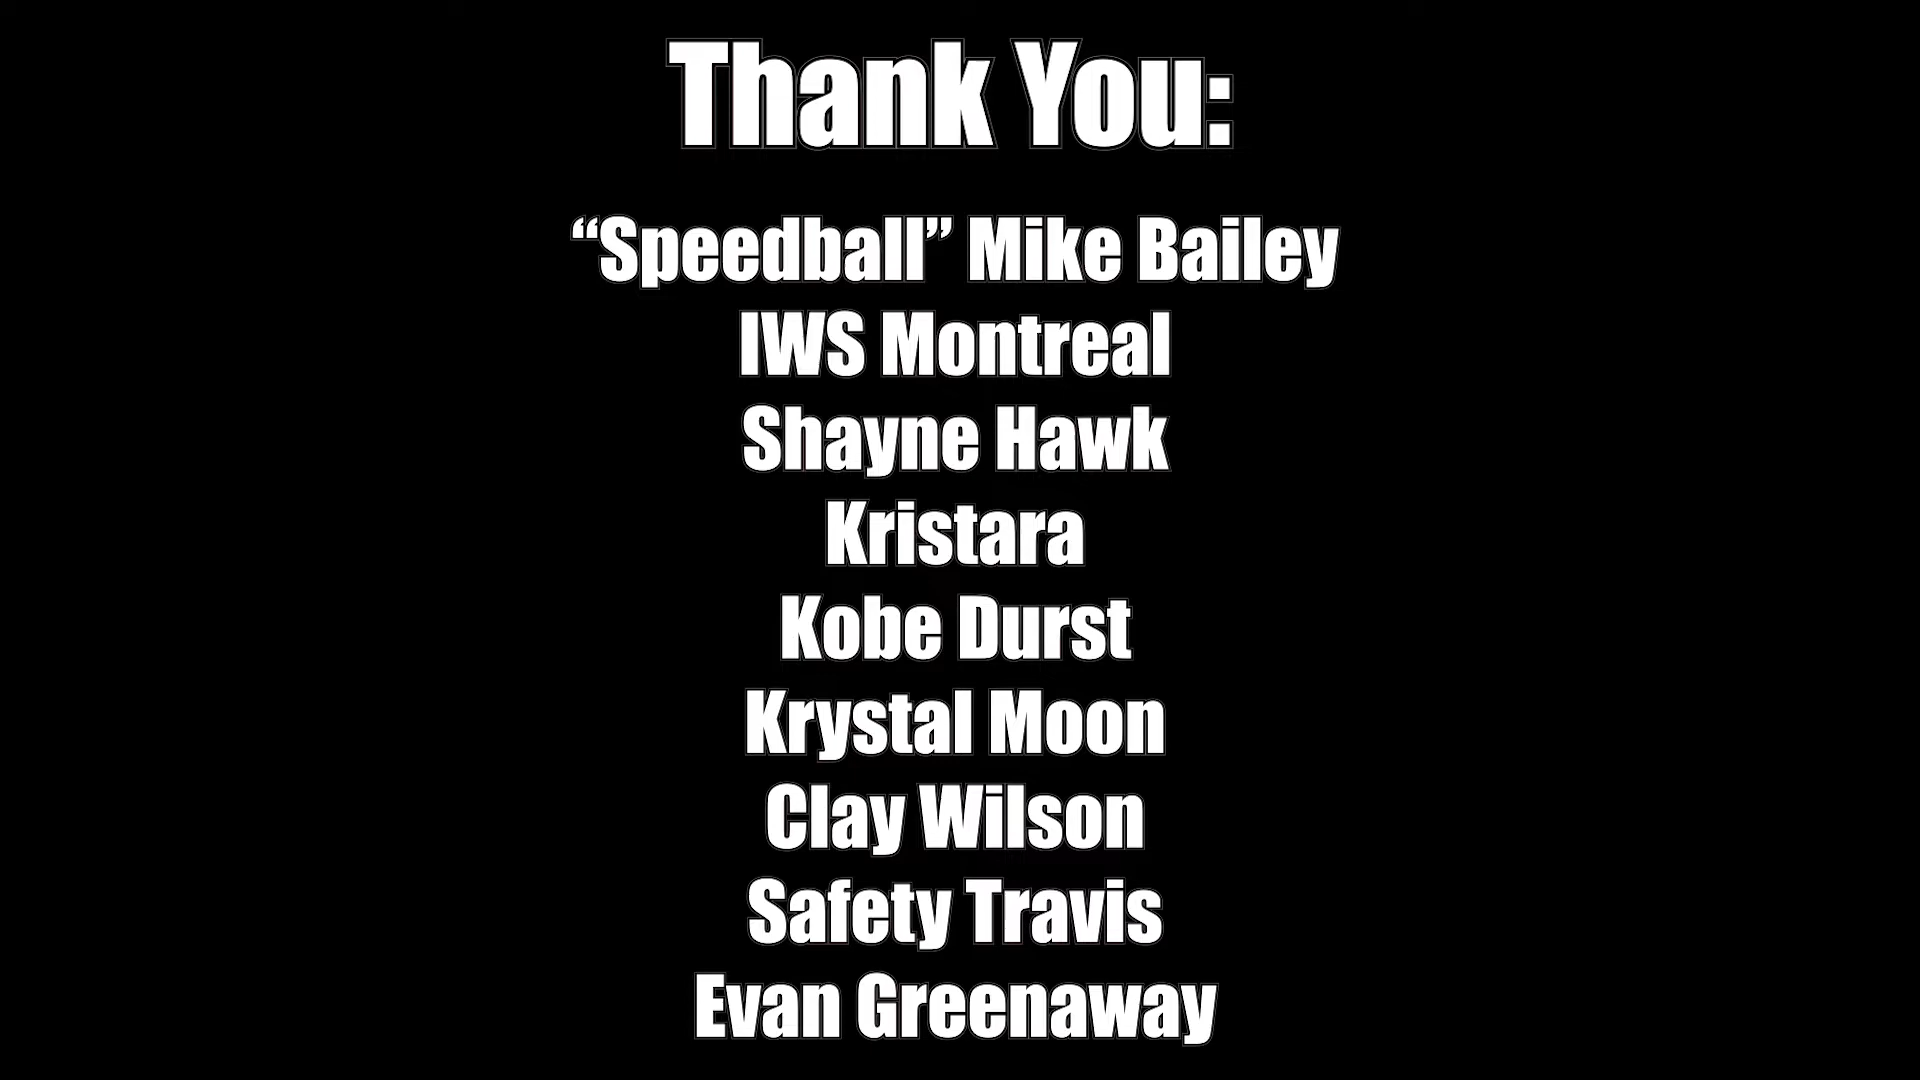 Thank You:
“Speedball” Mike Bailey
IWS Montreal
Shayne Hawk
Kristara
Kobe Durst
Krystal Moon
Clay Wilson
Safety Travis
Evan Greenaway